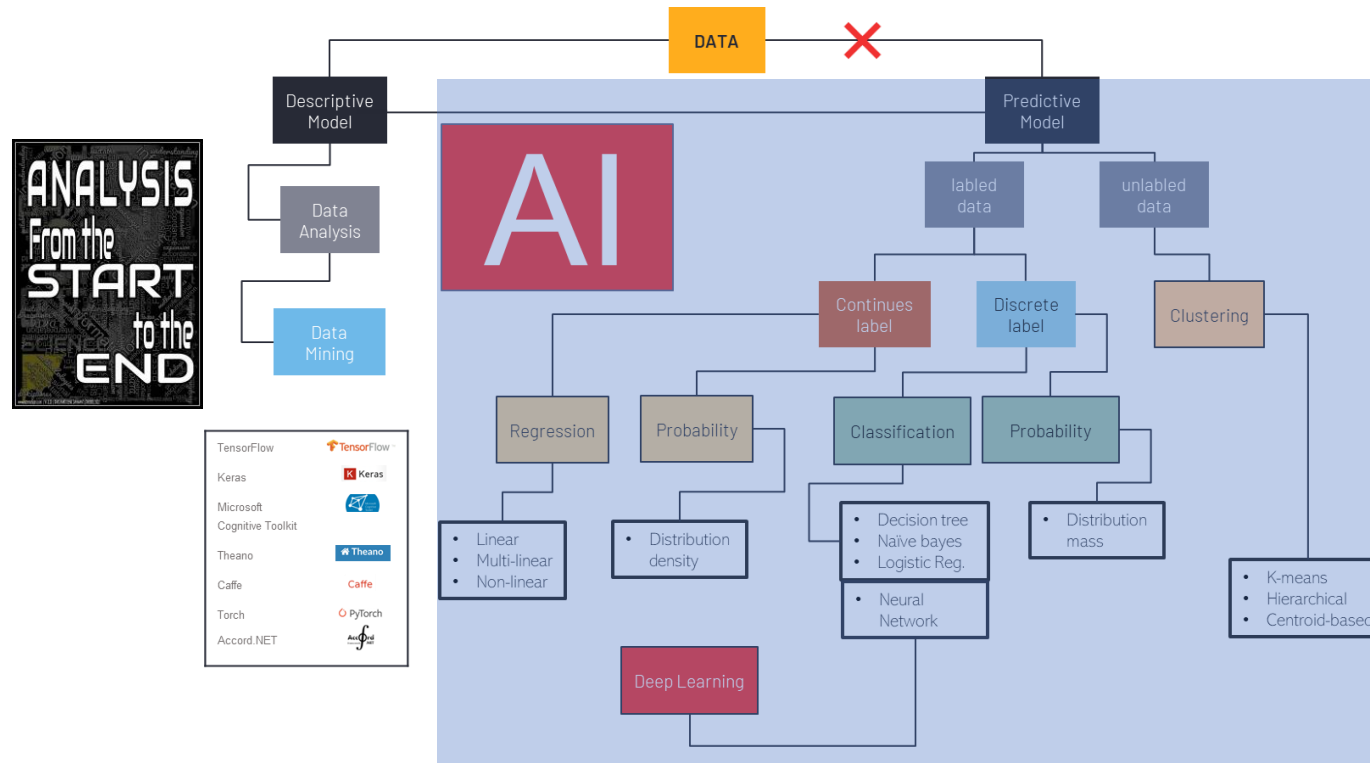 DATA
Descriptive
Model
Predictive
Model
AI
ANALYSIS
From the
START
to the
END
Data
Analysis
Data
Mining
labled
data
unlabled
data
Continues
label
Discrete
label
Clustering
Regression
Probability
Classification
Probability
• Linear
• Multi-linear
• Non-linear
• Distribution
density
• Decision tree
• Naïve bayes
• Logistic Reg.
• Neural
Network
• Distribution
mass
• K-means
• Hierarchical
• Centroid-based
Deep Learning
TensorFlow
TensorFlow
Keras
K Keras
Microsoft
Cognitive Toolkit
Theano
Theano
Caffe
Caffe
Torch
PyTorch
Accord.NET